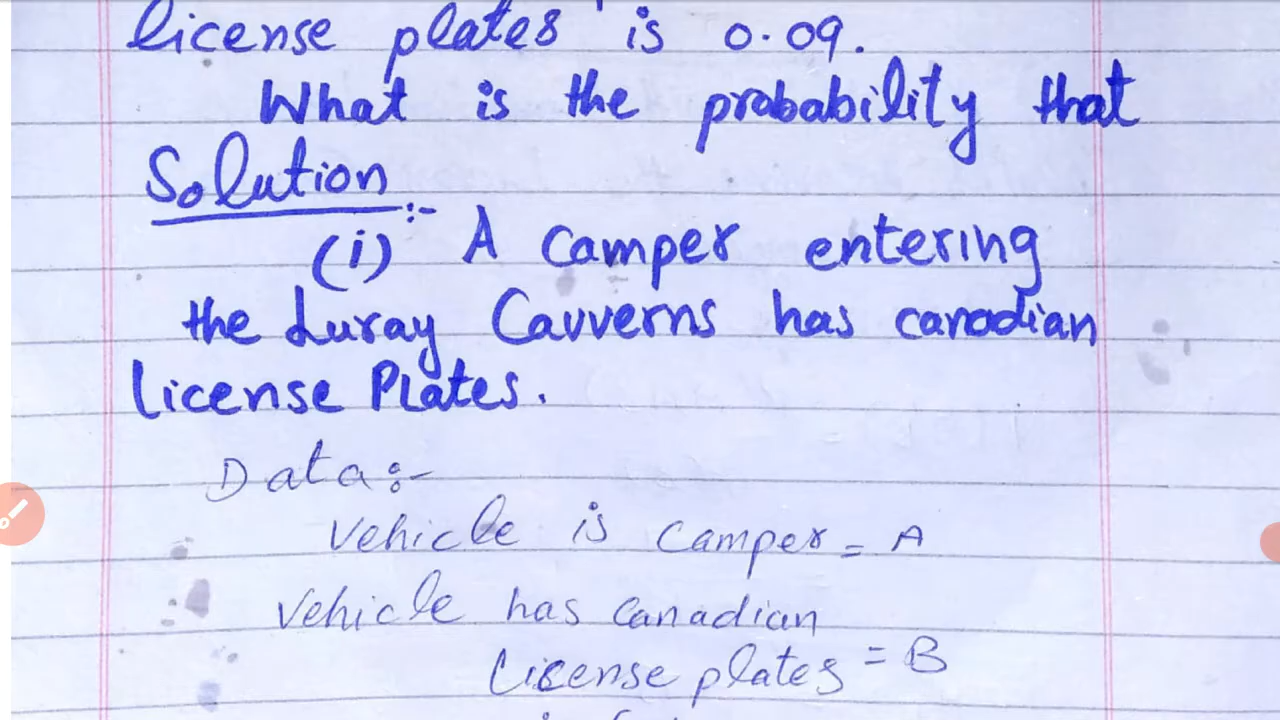 license plates is 0.09.
What is the probability that
Solution:-
(i) A camper entering
the Luray Cavverns has canadian
license Plates.
Data:-
Vehicle is camper = A
Vehicle has Canadian
License plates = B